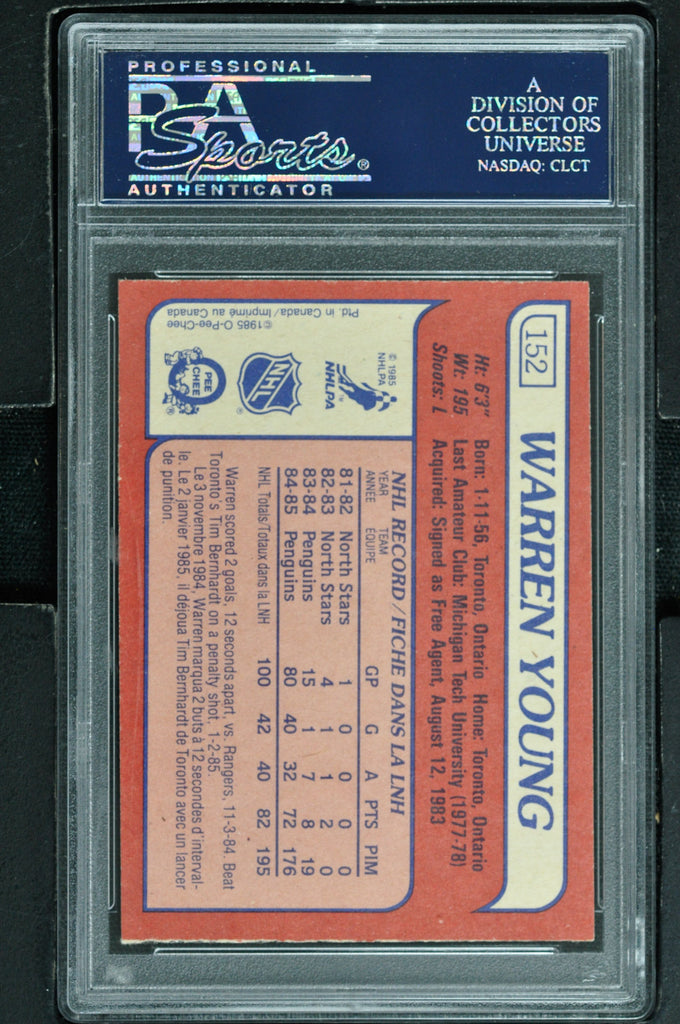 PROFESSIONAL
PSA
Sports®
AUTHENTICATOR
A
DIVISION OF
COLLECTORS
UNIVERSE
NASDAQ: CLCT
152
WARREN YOUNG
Ht: 6'3" Born: 1-11-56, Toronto, Ontario Home: Toronto, Ontario
Wt: 195 Last Amateur Club: Michigan Tech University (1977-78)
Shoots: L Acquired: Signed as Free Agent, August 12, 1983
© 1985
NHLPA
NHLPA™
NHL
®
O PEE CHEE
®
©1985 O-Pee-Chee
Ptd. in Canada/Imprimé au Canada
NHL RECORD / FICHE DANS LA LNH
YEAR TEAM
ANNÉE ÉQUIPE GP G A PTS PIM
81-82 North Stars 1 0 0 0 0
82-83 North Stars 4 1 2 0
83-84 Penguins 15 1 7 8 19
84-85 Penguins 80 40 32 72 176
NHL Totals/Totaux dans la LNH 100 42 40 82 195
Warren scored 2 goals, 12 seconds apart, vs. Rangers, 11-3-84. Beat
Toronto's Tim Bernhardt on a penalty shot, 1-2-85.
Le 3 novembre 1984, Warren marqua 2 buts à 12 secondes d'interval-
le. Le 2 janvier 1985, il déjoua Tim Bernhardt de Toronto avec un lancer
de punition.